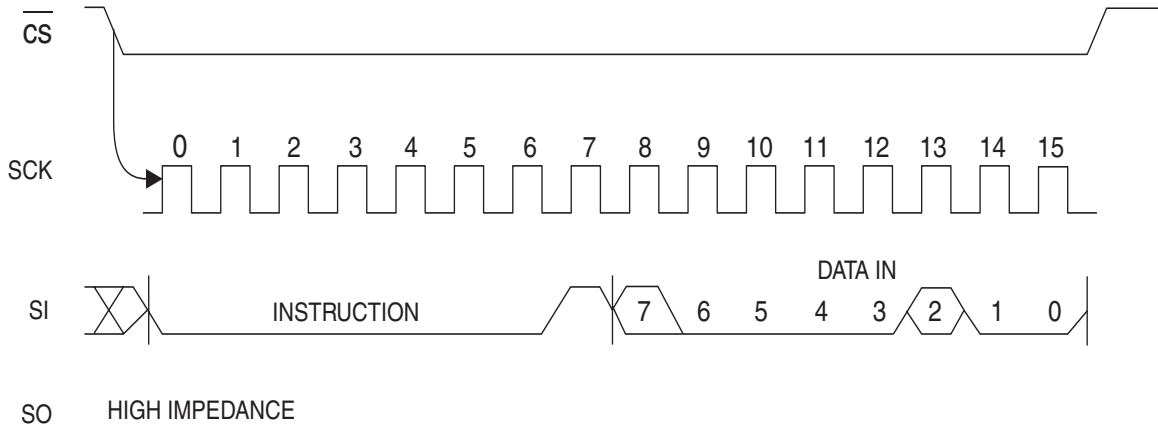 CS
0 1 2 3 4 5 6 7 8 9 10 11 12 13 14 15
SCK
DATA IN
SI INSTRUCTION 7 6 5 4 3 2 1 0
SO HIGH IMPEDANCE